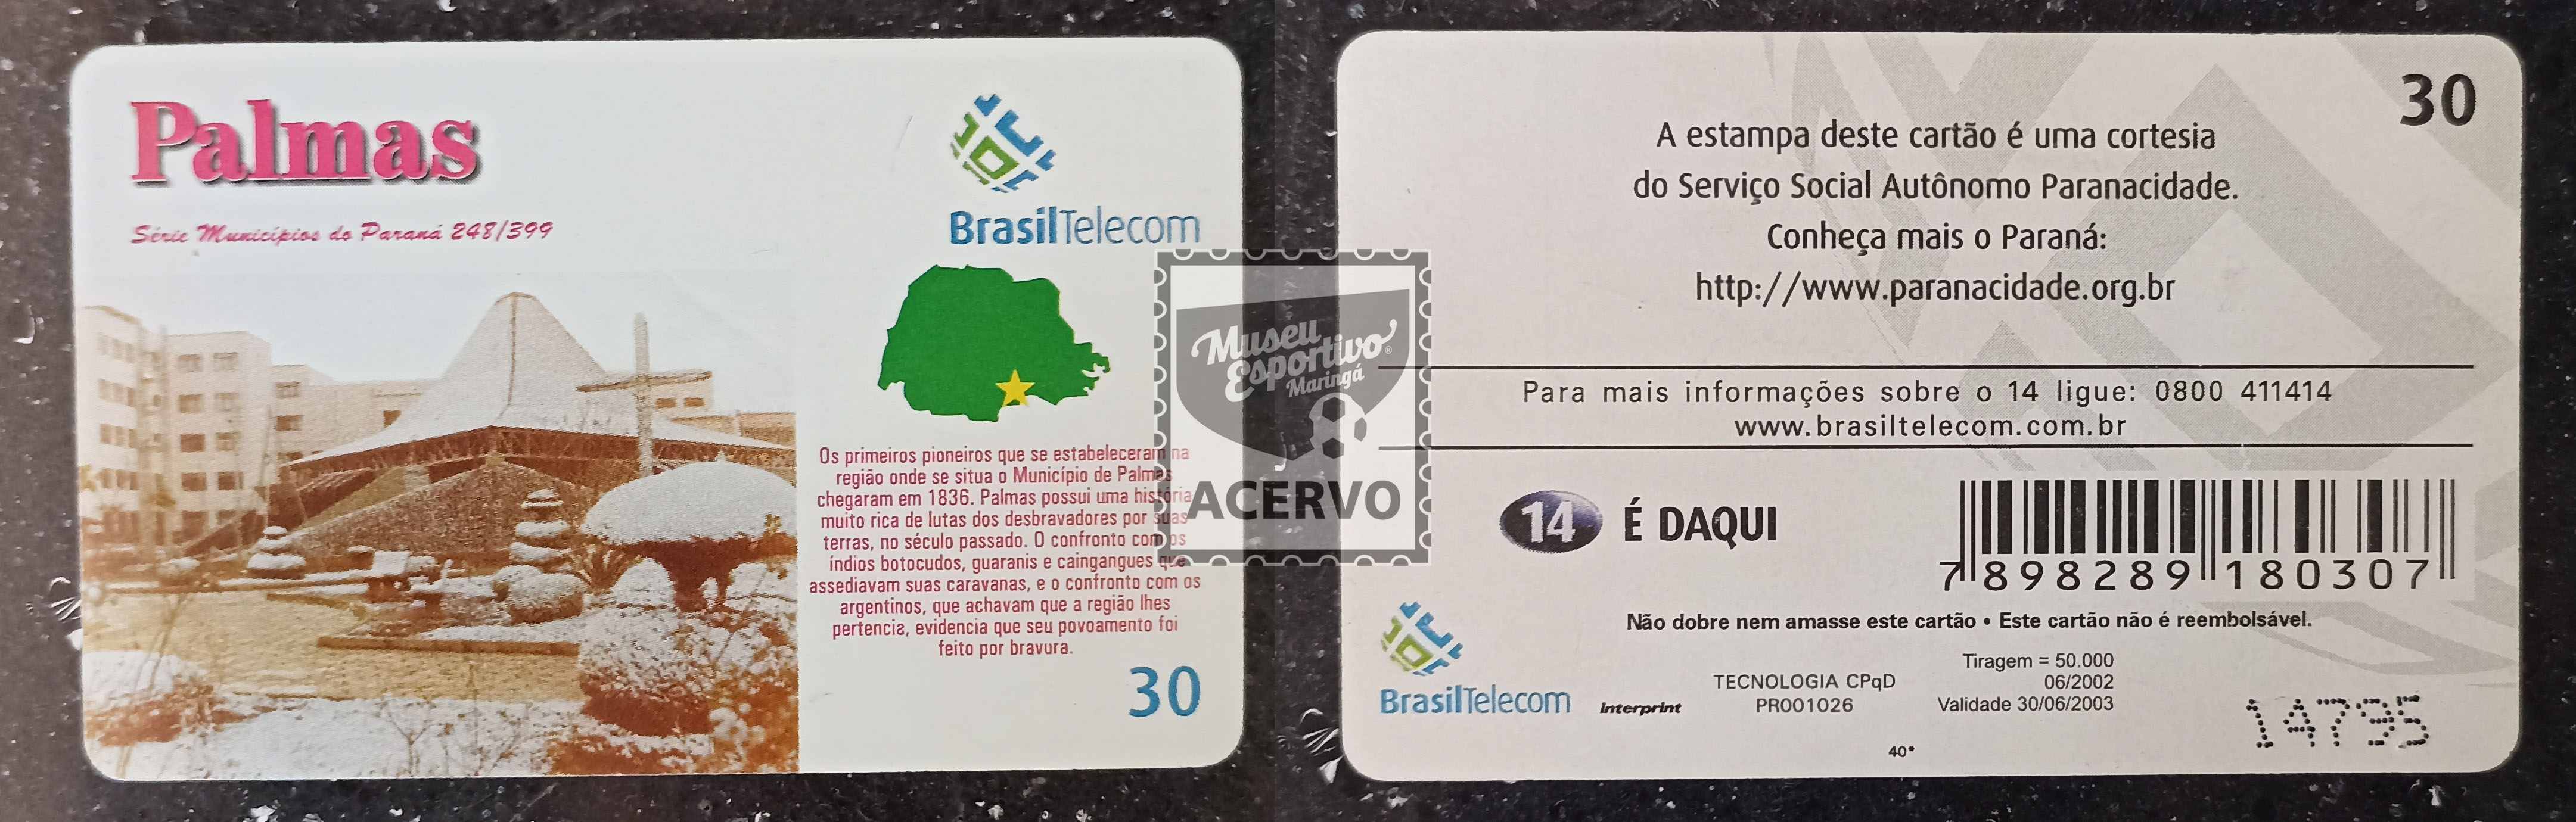 Palmas
Série Municípios do Paraná 248/399
BrasilTelecom
Os primeiros pioneiros que se estabeleceram na
região onde se situa o Município de Palmas
chegaram em 1836. Palmas possui uma história
muito rica de lutas dos desbravadores por suas
terras, no século passado. O confronto com os
índios botocudos, guaranis e caingangues que
assediavam suas caravanas, e o confronto com os
argentinos, que achavam que a região lhes
pertencia, evidencia que seu povoamento foi
feito por bravura.
30
Museu
Esportivo
Maringá
ACERVO
30
A estampa deste cartão é uma cortesia
do Serviço Social Autônomo Paranacidade.
Conheça mais o Paraná:
http://www.paranacidade.org.br
Para mais informações sobre o 14 ligue: 0800 411414
www.brasiltelecom.com.br
14 É DAQUI
7 898289 180307
Não dobre nem amasse este cartão • Este cartão não é reembolsável.
BrasilTelecom
interprint
TECNOLOGIA CPqD
PR001026
Tiragem = 50.000
06/2002
Validade 30/06/2003
40*
14795